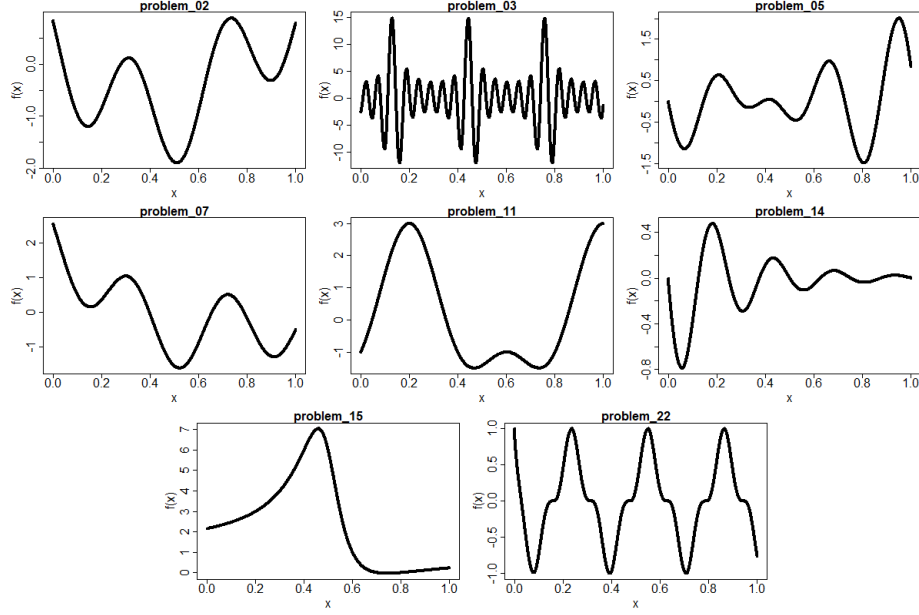 problem_02
f(x)
0.0
-1.0
-2.0
0.0 0.2 0.4 0.6 0.8 1.0
x
problem_03
f(x)
15
10
5
0
-10
0.0 0.2 0.4 0.6 0.8 1.0
x
problem_05
f(x)
1.5
0.5
-0.5
-1.5
0.0 0.2 0.4 0.6 0.8 1.0
x
problem_07
f(x)
2
1
0
-1
0.0 0.2 0.4 0.6 0.8 1.0
x
problem_11
f(x)
3
2
1
0
-1
0.0 0.2 0.4 0.6 0.8 1.0
x
problem_14
f(x)
0.4
0.0
-0.4
-0.8
0.0 0.2 0.4 0.6 0.8 1.0
x
problem_15
f(x)
7
6
5
4
3
2
1
0
0.0 0.2 0.4 0.6 0.8 1.0
x
problem_22
f(x)
1.0
0.5
0.0
-0.5
-1.0
0.0 0.2 0.4 0.6 0.8 1.0
x